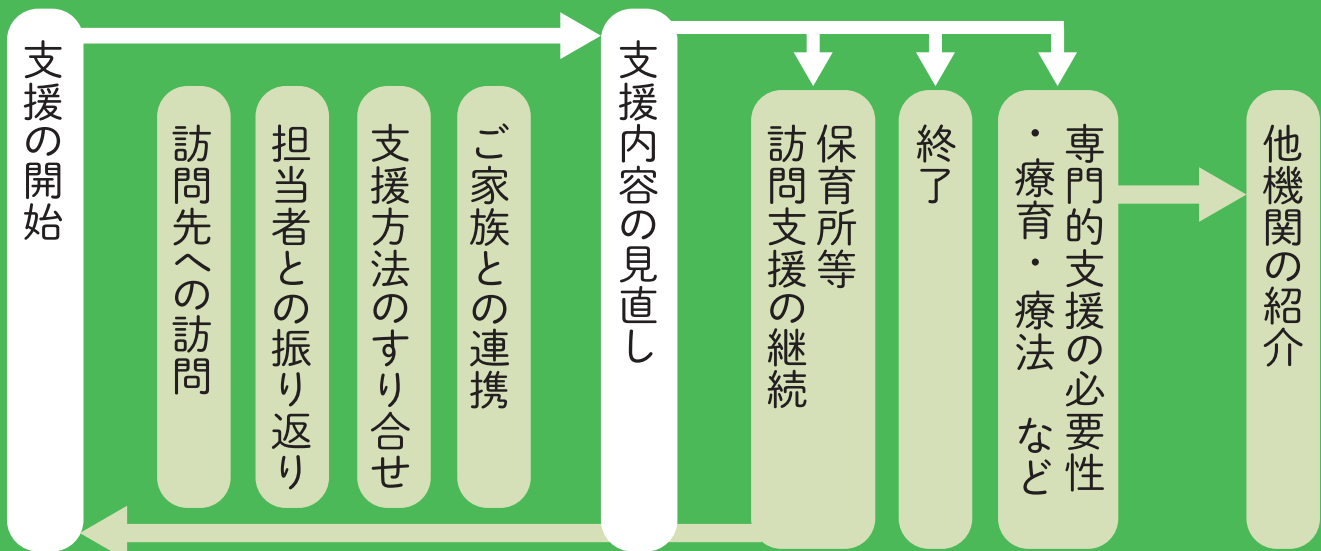 支援の開始
訪問先への訪問
担当者との振り返り
支援方法のすり合せ
ご家族との連携
支援内容の見直し
保育所等
訪問支援の継続
終了
専門的支援の必要性
・療育・療法　など
他機関の紹介